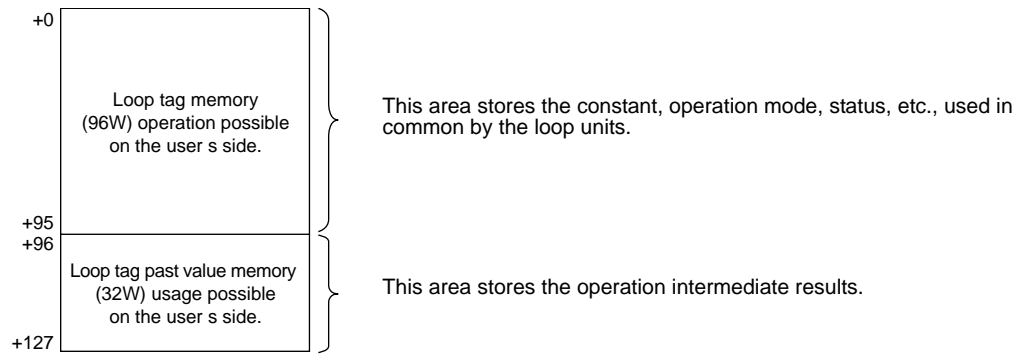 +0
Loop tag memory
(96W) operation possible
on the user s side.
This area stores the constant, operation mode, status, etc., used in
common by the loop units.
+95
+96
Loop tag past value memory
(32W) usage possible
on the user s side.
This area stores the operation intermediate results.
+127